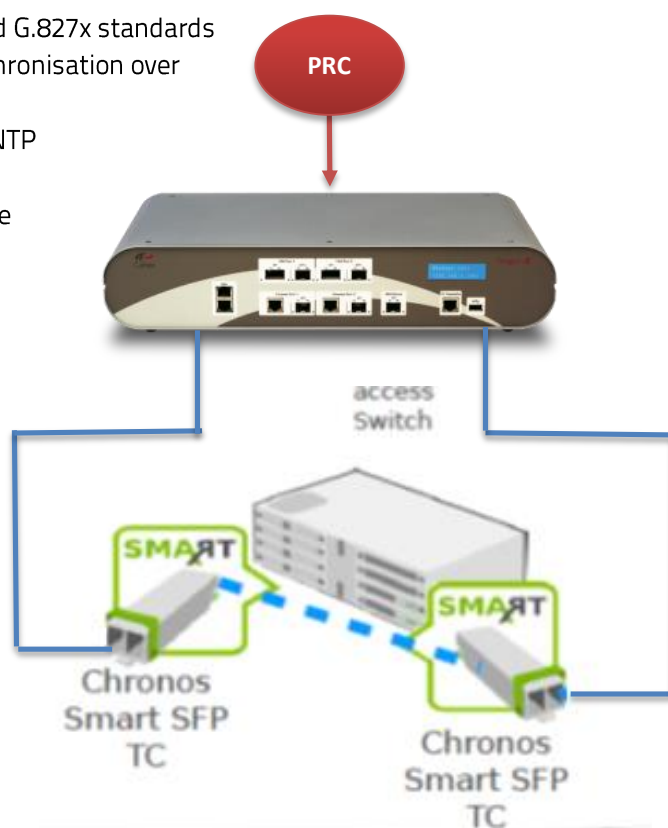 d G.827x standards
hronisation over
NTP
e
PRC
access
Switch
SMART
SMART
Chronos
Smart SFP
TC
Chronos
Smart SFP
TC